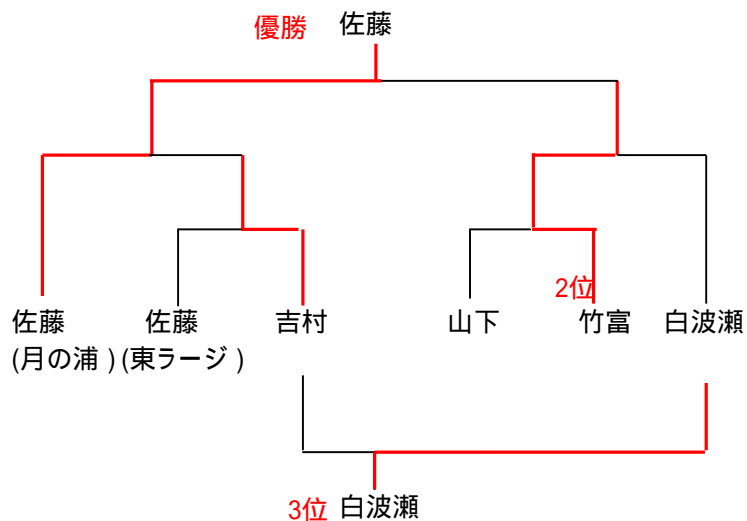 優勝 佐藤
2位
佐藤 佐藤 吉村 山下 竹富 白波瀬
(月の浦 ) (東ラージ )
3位 白波瀬